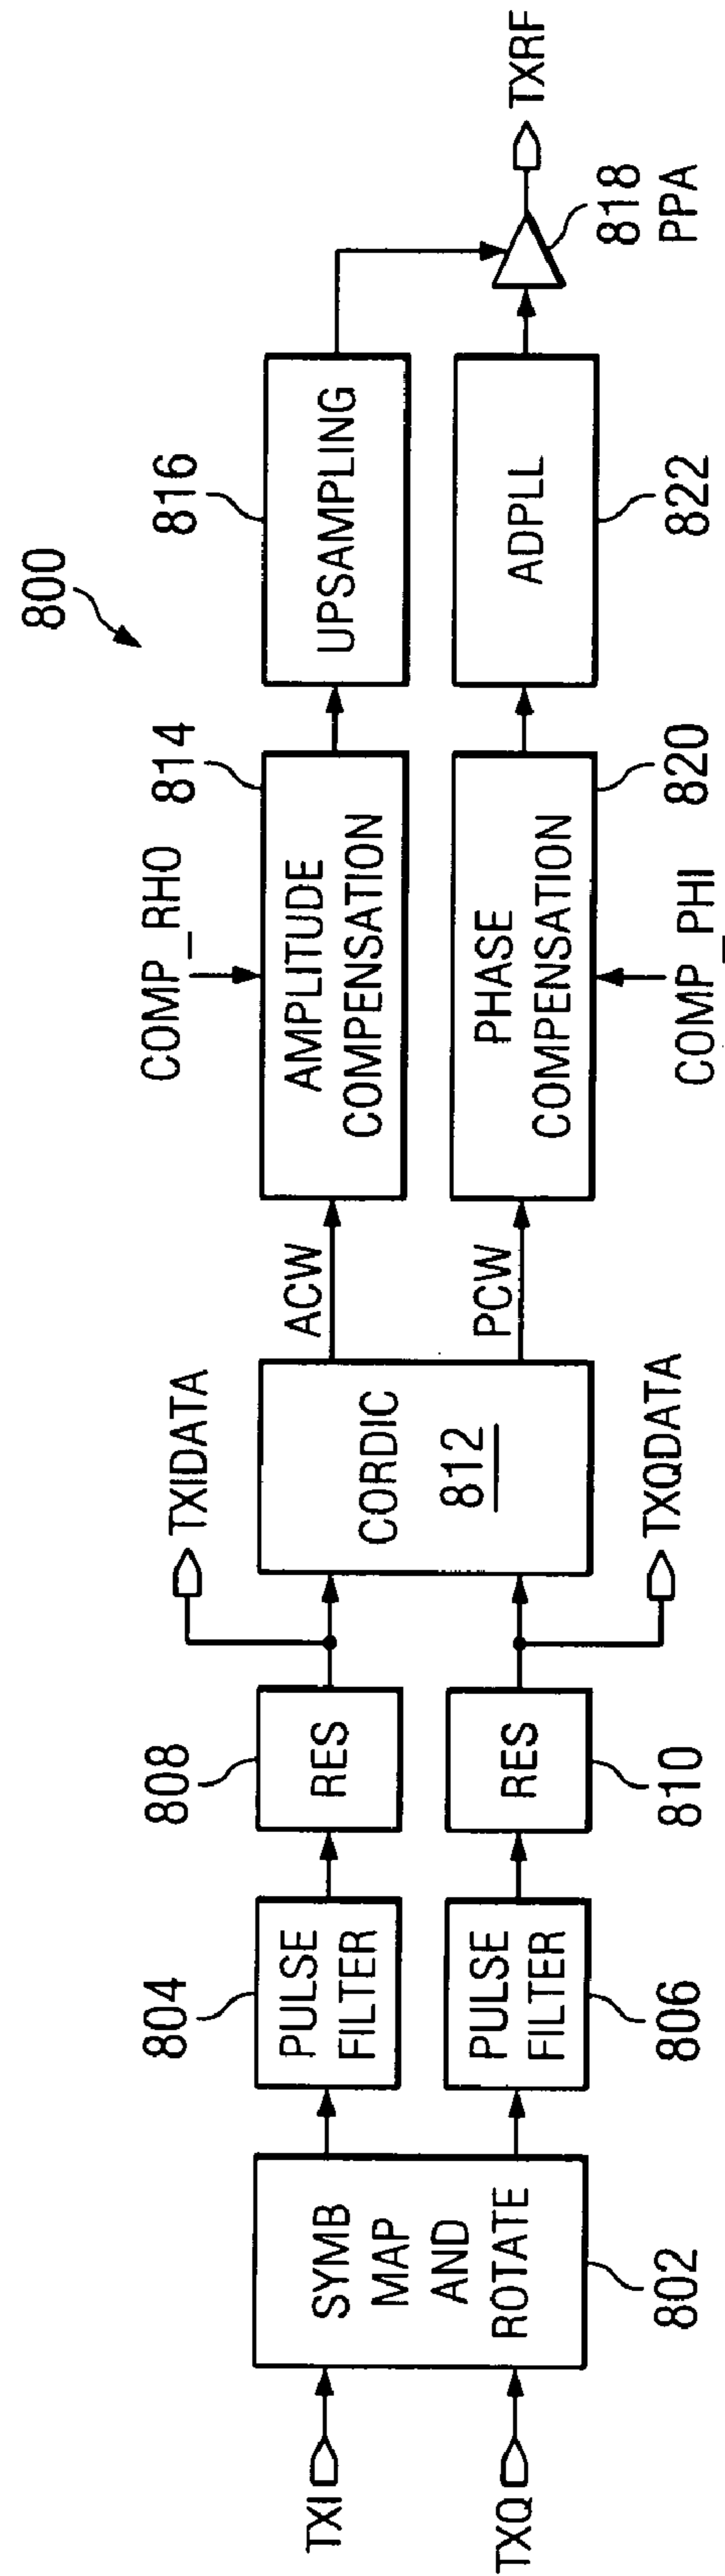 800
TXI
TXQ
SYMB
MAP
AND
ROTATE
802
804
PULSE
FILTER
PULSE
FILTER
806
808
RES
RES
810
TXIDATA
CORDIC
812
TXQDATA
ACW
PCW
COMP_RHO
814
AMPLITUDE
COMPENSATION
PHASE
COMPENSATION
820
COMP_PHI
816
UPSAMPLING
ADPLL
822
818
PPA
TXRF